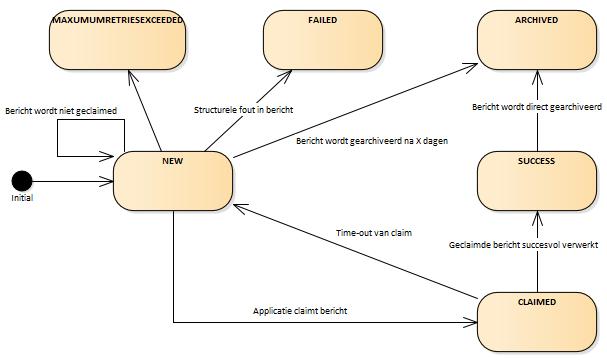 MAXUMUMRETRIESEXCEEDED
FAILED
ARCHIVED
Bericht wordt niet geclaimed
Structurele fout in bericht
Bericht wordt direct gearchiveerd
Bericht wordt gearchiveerd na X dagen
NEW
SUCCESS
Initial
Time-out van claim
Geclaimde bericht succesvol verwerkt
Applicatie claimt bericht
CLAIMED